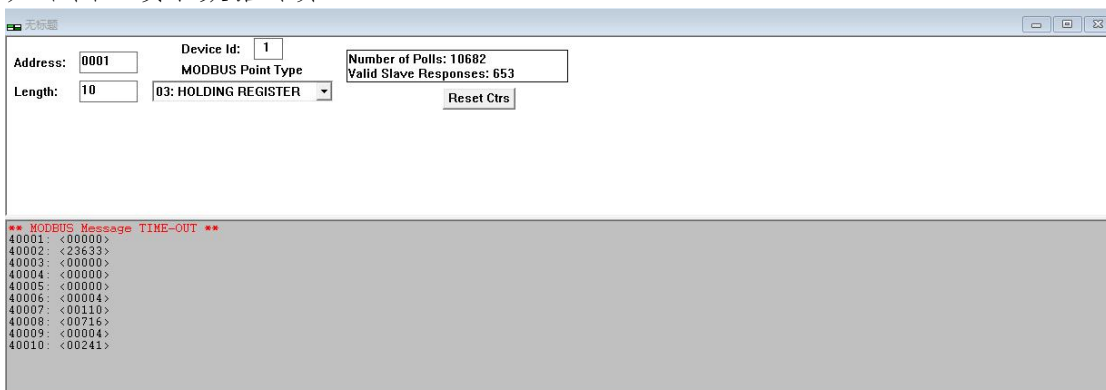 无标题
Address: 0001
Device Id: 1
MODBUS Point Type
Length: 10
03: HOLDING REGISTER
Number of Polls: 10682
Valid Slave Responses: 653
Reset Ctrs
** MODBUS Message TIME-OUT **
40001: <00000>
40002: <23633>
40003: <00000>
40004: <00000>
40005: <00000>
40006: <00004>
40007: <00110>
40008: <00716>
40009: <00004>
40010: <00241>